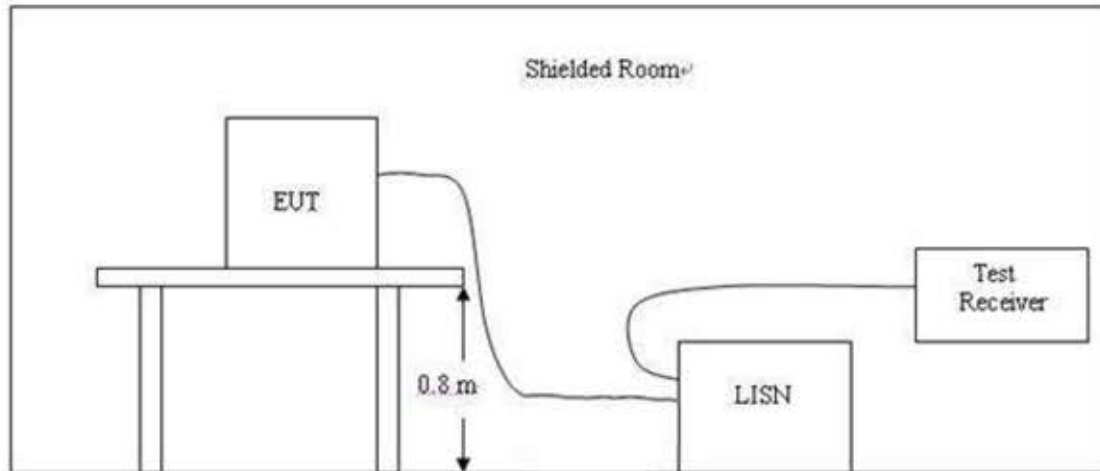 Shielded Room↵
EUT
Test
Receiver
0.8 m
LISN